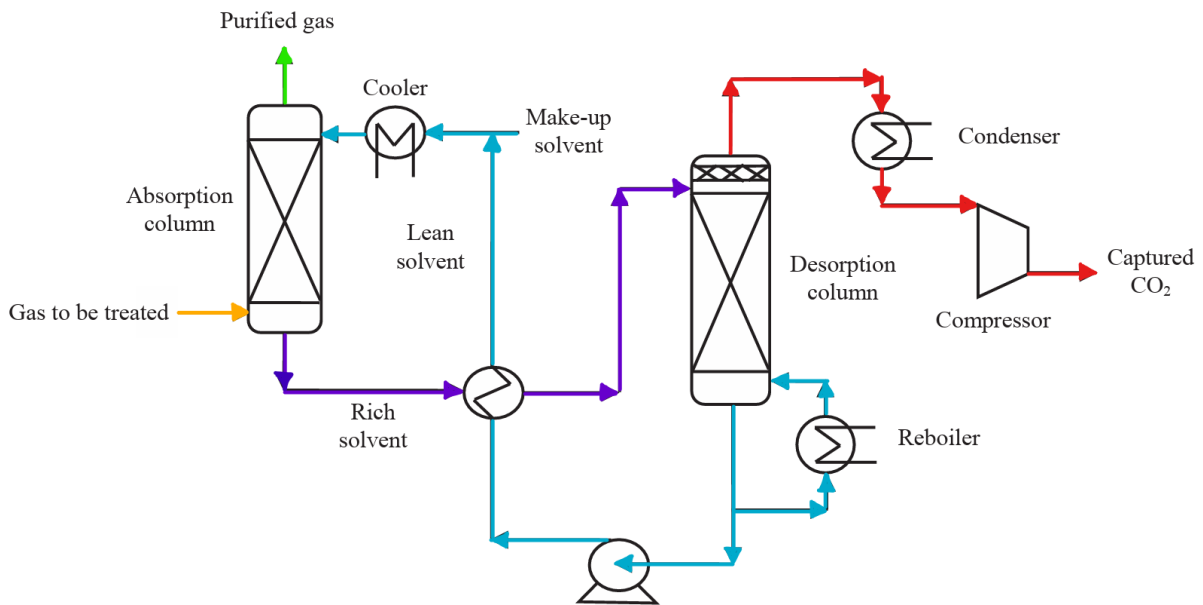 Purified gas
Cooler
Make-up
solvent
Condenser
Absorption
column
Lean
solvent
Desorption
column
Captured
CO₂
Gas to be treated
Compressor
Rich
solvent
Reboiler